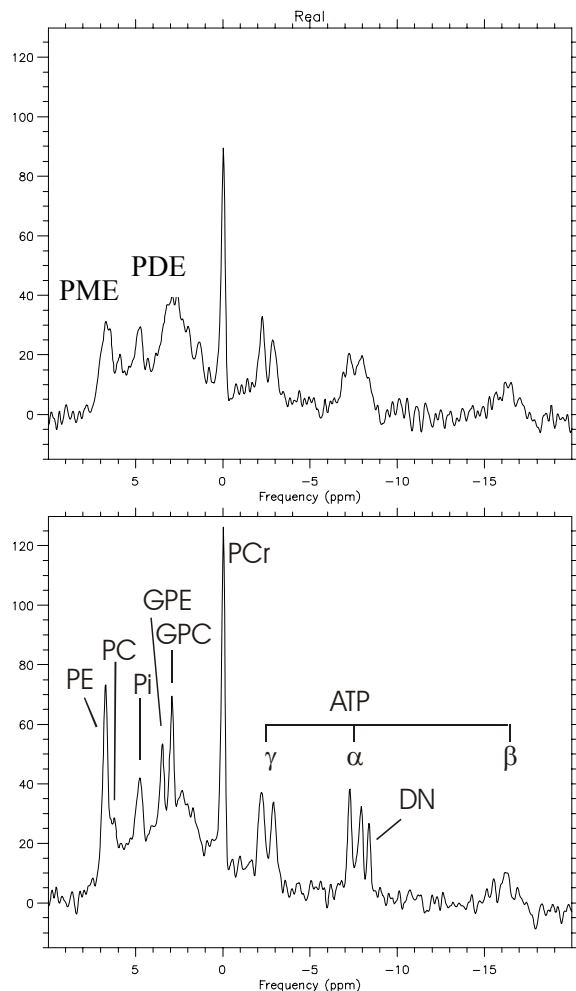 Real
120
100
80
60
40
20
0
PDE
PME
5 0 −5 −10 −15
Frequency (ppm)
120
100
80
60
40
20
0
PCr
GPE
GPC
PC
PE
Pi
ATP
γ α β
DN
5 0 −5 −10 −15
Frequency (ppm)